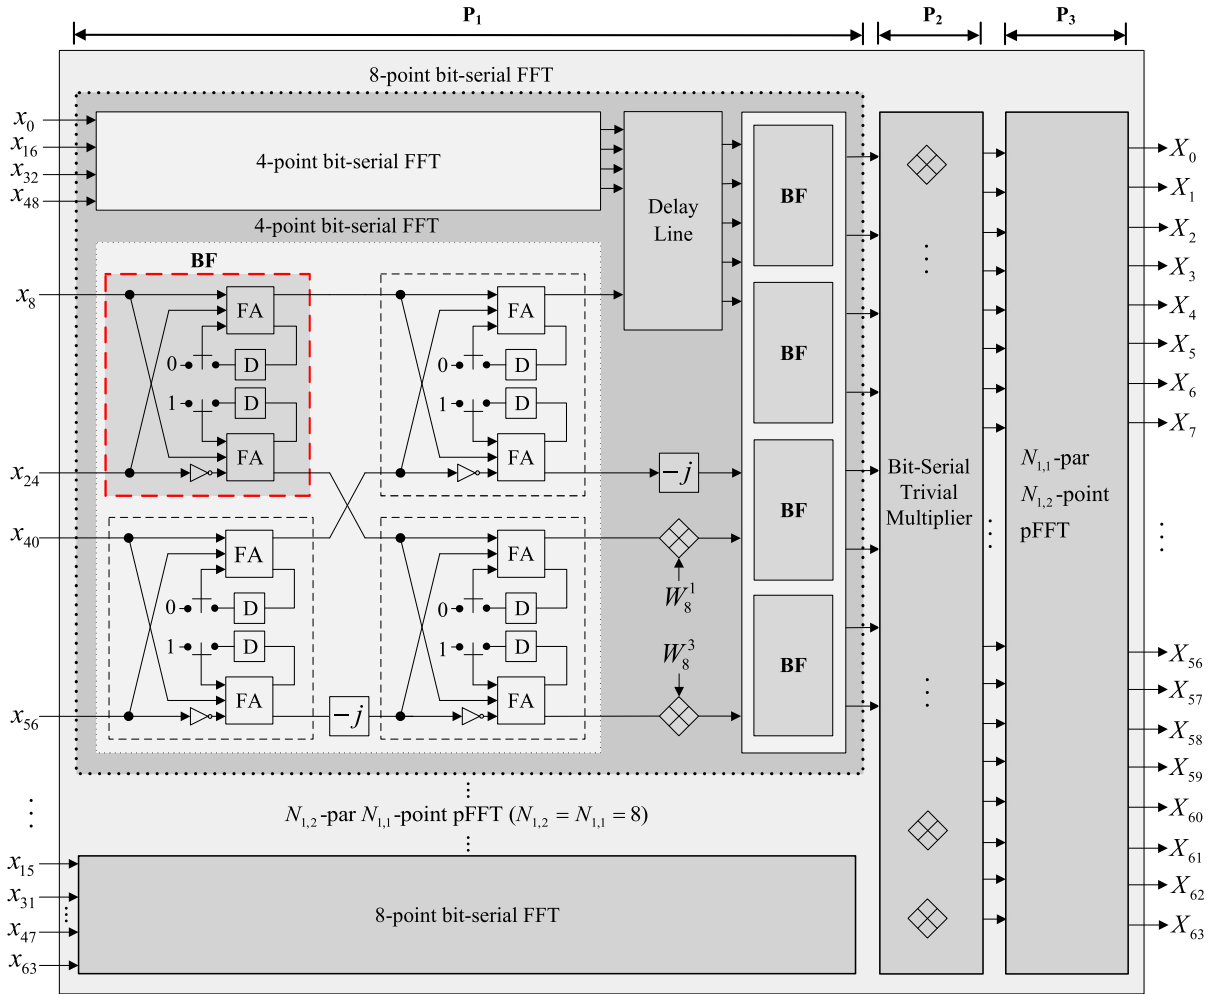 P₁ P₂ P₃
8-point bit-serial FFT
x₀
x₁₆
x₃₂
x₄₈
4-point bit-serial FFT
4-point bit-serial FFT
Delay
Line
BF
BF
BF
BF
BF
x₈
x₂₄
x₄₀
x₅₆
FA
0
D
1
D
FA
FA
0
D
1
D
FA
FA
0
D
1
D
FA
FA
0
D
1
D
FA
−j
−j
W₈¹
W₈³
N₁,₂-par N₁,₁-point pFFT (N₁,₂ = N₁,₁ = 8)
x₁₅
x₃₁
x₄₇
x₆₃
8-point bit-serial FFT
Bit-Serial
Trivial
Multiplier
N₁,₁-par
N₁,₂-point
pFFT
X₀
X₁
X₂
X₃
X₄
X₅
X₆
X₇
X₅₆
X₅₇
X₅₈
X₅₉
X₆₀
X₆₁
X₆₂
X₆₃